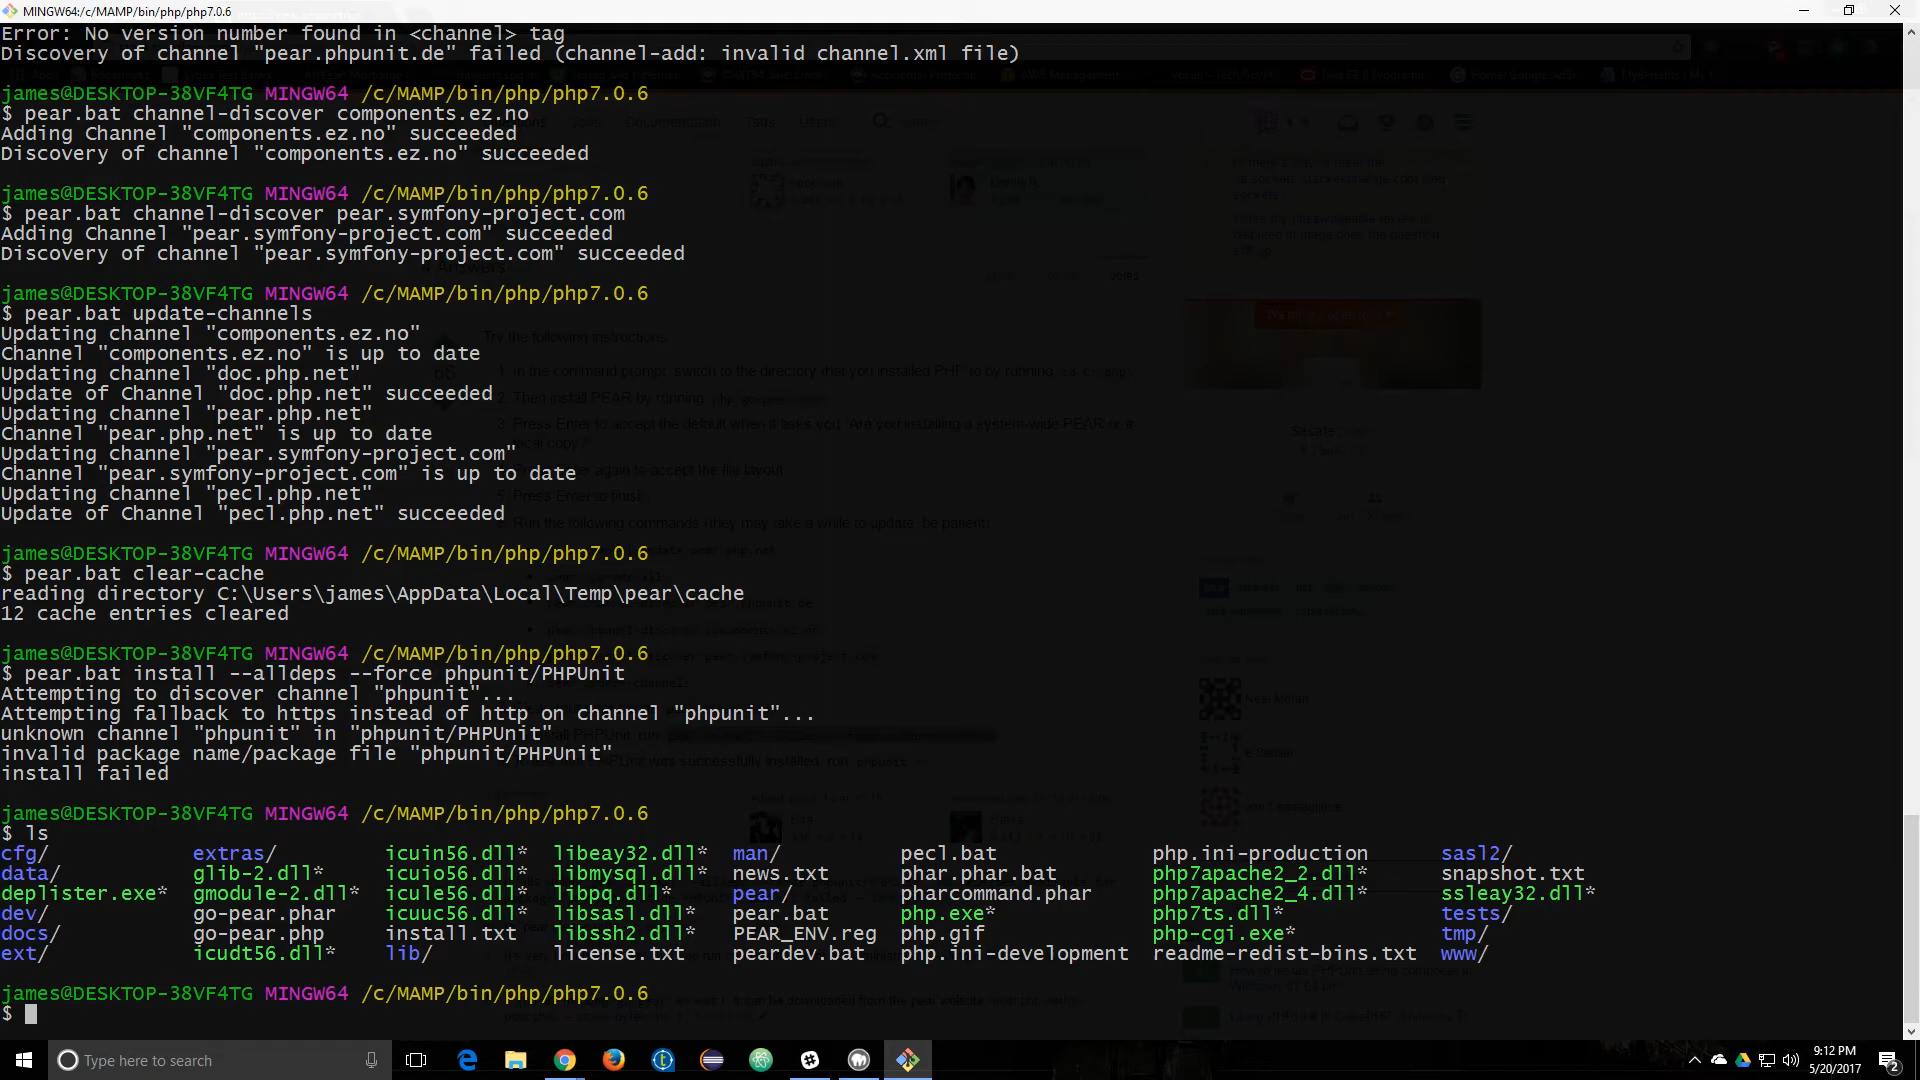 MINGW64:/c/MAMP/bin/php/php7.0.6
Error: No version number found in <channel> tag
Discovery of channel "pear.phpunit.de" failed (channel-add: invalid channel.xml file)
james@DESKTOP-38VF4TG MINGW64 /c/MAMP/bin/php/php7.0.6
$ pear.bat channel-discover components.ez.no
Adding Channel "components.ez.no" succeeded
Discovery of channel "components.ez.no" succeeded
james@DESKTOP-38VF4TG MINGW64 /c/MAMP/bin/php/php7.0.6
$ pear.bat channel-discover pear.symfony-project.com
Adding Channel "pear.symfony-project.com" succeeded
Discovery of channel "pear.symfony-project.com" succeeded
james@DESKTOP-38VF4TG MINGW64 /c/MAMP/bin/php/php7.0.6
$ pear.bat update-channels
Updating channel "components.ez.no"
Channel "components.ez.no" is up to date
Updating channel "doc.php.net"
Update of Channel "doc.php.net" succeeded
Updating channel "pear.php.net"
Channel "pear.php.net" is up to date
Updating channel "pear.symfony-project.com"
Channel "pear.symfony-project.com" is up to date
Updating channel "pecl.php.net"
Update of Channel "pecl.php.net" succeeded
james@DESKTOP-38VF4TG MINGW64 /c/MAMP/bin/php/php7.0.6
$ pear.bat clear-cache
reading directory C:\Users\james\AppData\Local\Temp\pear\cache
12 cache entries cleared
james@DESKTOP-38VF4TG MINGW64 /c/MAMP/bin/php/php7.0.6
$ pear.bat install --alldeps --force phpunit/PHPUnit
Attempting to discover channel "phpunit"...
Attempting fallback to https instead of http on channel "phpunit"...
unknown channel "phpunit" in "phpunit/PHPUnit"
invalid package name/package file "phpunit/PHPUnit"
install failed
james@DESKTOP-38VF4TG MINGW64 /c/MAMP/bin/php/php7.0.6
$ ls
cfg/ extras/ icuin56.dll* libeay32.dll* man/ pecl.bat php.ini-production sasl2/
data/ glib-2.dll* icuio56.dll* libmysql.dll* news.txt phar.phar.bat php7apache2_2.dll* snapshot.txt
deplister.exe* gmodule-2.dll* icule56.dll* libpq.dll* pear/ pharcommand.phar php7apache2_4.dll* ssleay32.dll*
dev/ go-pear.phar icuuc56.dll* libsasl.dll* pear.bat php.exe* php7ts.dll* tests/
docs/ go-pear.php install.txt libssh2.dll* PEAR_ENV.reg php.gif php-cgi.exe* tmp/
ext/ icudt56.dll* lib/ license.txt peardev.bat php.ini-development readme-redist-bins.txt www/
james@DESKTOP-38VF4TG MINGW64 /c/MAMP/bin/php/php7.0.6
$
Type here to search
9:12 PM
5/20/2017
2